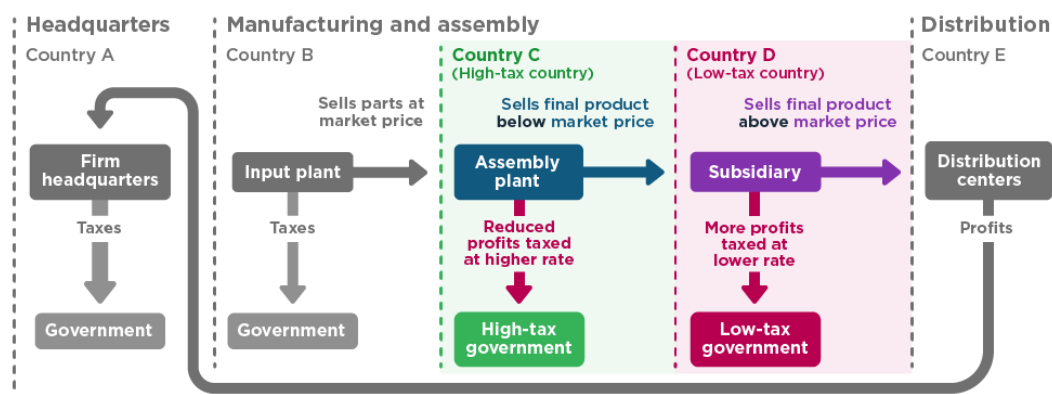 Headquarters
Country A
Manufacturing and assembly
Country B
Country C
(High-tax country)
Country D
(Low-tax country)
Distribution
Country E
Sells parts at
market price
Sells final product
below market price
Sells final product
above market price
Firm
headquarters
Input plant
Assembly
plant
Subsidiary
Distribution
centers
Taxes
Taxes
Reduced
profits taxed
at higher rate
More profits
taxed at
lower rate
Profits
Government
Government
High-tax
government
Low-tax
government